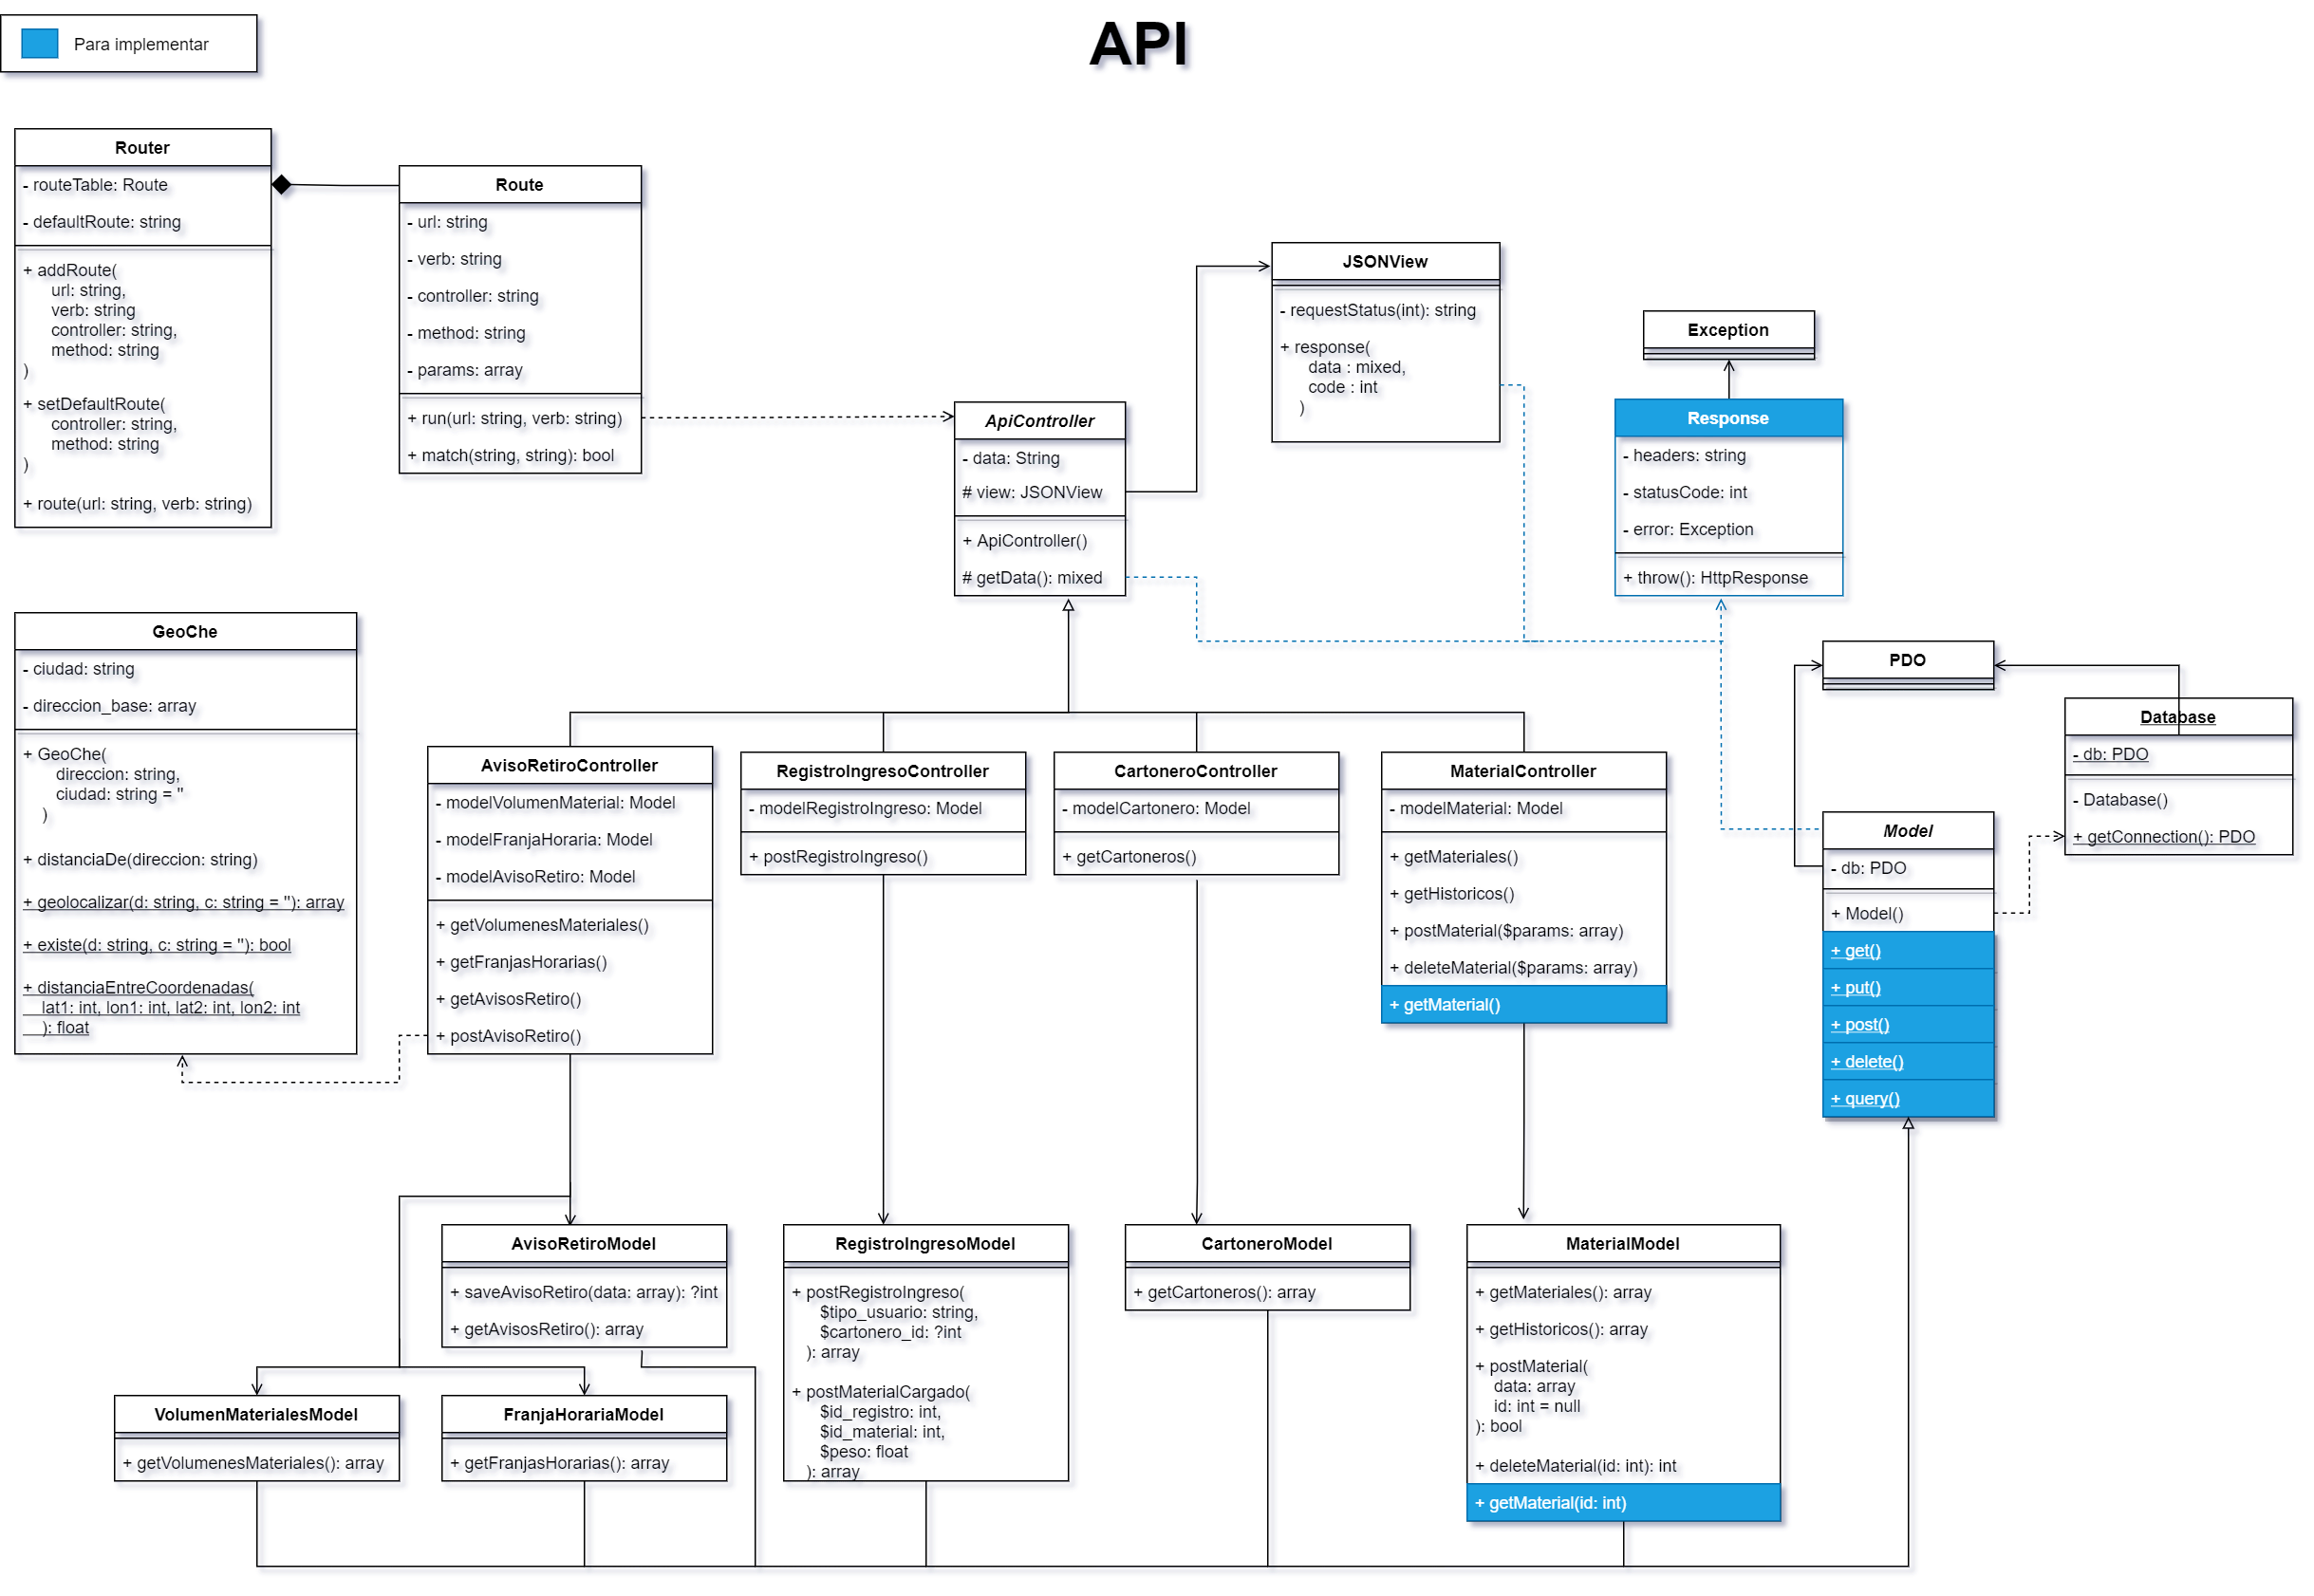 API
Para implementar
Router
- routeTable: Route
- defaultRoute: string
+ addRoute(
url: string,
verb: string
controller: string,
method: string
)
+ setDefaultRoute(
controller: string,
method: string
)
+ route(url: string, verb: string)
Route
- url: string
- verb: string
- controller: string
- method: string
- params: array
+ run(url: string, verb: string)
+ match(string, string): bool
ApiController
- data: String
# view: JSONView
+ ApiController()
# getData(): mixed
JSONView
- requestStatus(int): string
+ response(
data : mixed,
code : int
)
Exception
Response
- headers: string
- statusCode: int
- error: Exception
+ throw(): HttpResponse
GeoChe
- ciudad: string
- direccion_base: array
+ GeoChe(
direccion: string,
ciudad: string = ''
)
+ distanciaDe(direccion: string)
+ geolocalizar(d: string, c: string = ''): array
+ existe(d: string, c: string = ''): bool
+ distanciaEntreCoordenadas(
lat1: int, lon1: int, lat2: int, lon2: int
): float
AvisoRetiroController
- modelVolumenMaterial: Model
- modelFranjaHoraria: Model
- modelAvisoRetiro: Model
+ getVolumenesMateriales()
+ getFranjasHorarias()
+ getAvisosRetiro()
+ postAvisoRetiro()
RegistroIngresoController
- modelRegistroIngreso: Model
+ postRegistroIngreso()
CartoneroController
- modelCartonero: Model
+ getCartoneros()
MaterialController
- modelMaterial: Model
+ getMateriales()
+ getHistoricos()
+ postMaterial($params: array)
+ deleteMaterial($params: array)
+ getMaterial()
PDO
Database
- db: PDO
- Database()
+ getConnection(): PDO
Model
- db: PDO
+ Model()
+ get()
+ put()
+ post()
+ delete()
+ query()
AvisoRetiroModel
+ saveAvisoRetiro(data: array): ?int
+ getAvisosRetiro(): array
VolumenMaterialesModel
+ getVolumenesMateriales(): array
FranjaHorariaModel
+ getFranjasHorarias(): array
RegistroIngresoModel
+ postRegistroIngreso(
$tipo_usuario: string,
$cartonero_id: ?int
): array
+ postMaterialCargado(
$id_registro: int,
$id_material: int,
$peso: float
): array
CartoneroModel
+ getCartoneros(): array
MaterialModel
+ getMateriales(): array
+ getHistoricos(): array
+ postMaterial(
data: array
id: int = null
): bool
+ deleteMaterial(id: int): int
+ getMaterial(id: int)